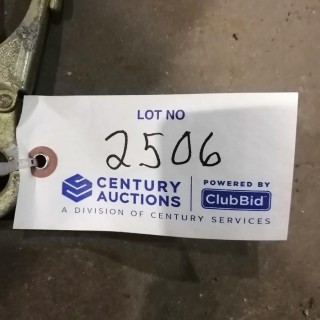 LOT NO
2506
CENTURY AUCTIONS
POWERED BY
ClubBid
A DIVISION OF CENTURY SERVICES